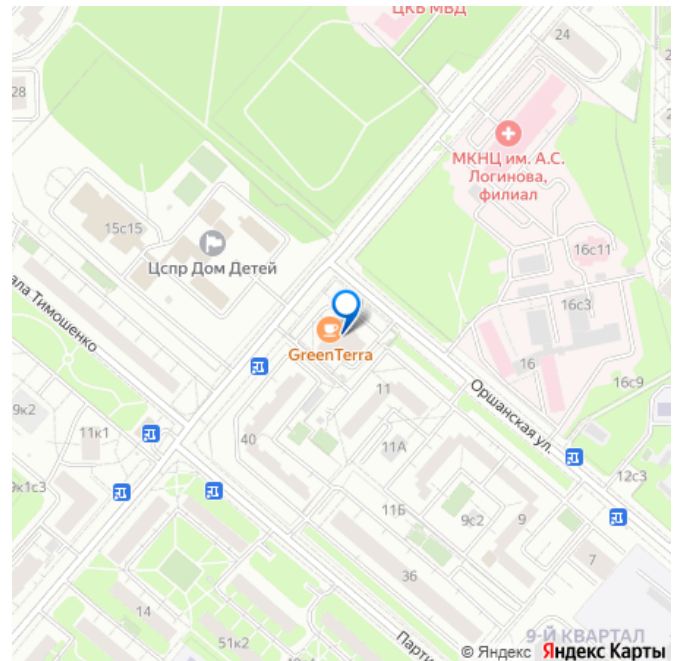 ЦКБ МВД
24
28
МКНЦ им. А.С.
Логинова,
филиал
15с15
Цспр Дом Детей
16с11
16с3
ала Тимошенко
GreenTerra
16
16с9
11
Оршанская ул.
9к2
11к1
40
11А
12с3
9к1с3
11Б
9с2
9
7
36
14
51к2
Парти
9-Й КВАРТАЛ
© Яндекс Яндекс Карты